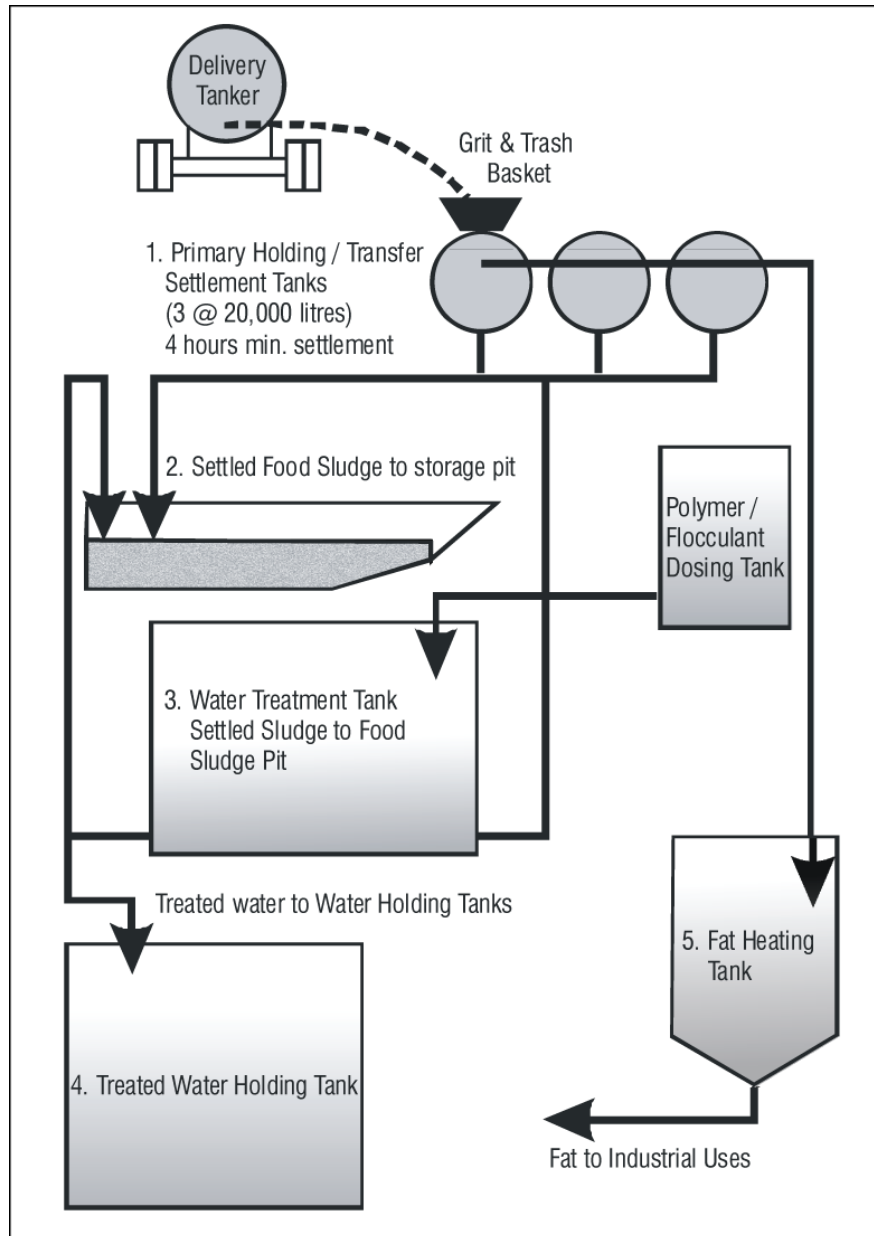 Delivery
Tanker
Grit & Trash
Basket
1. Primary Holding / Transfer
Settlement Tanks
(3 @ 20,000 litres)
4 hours min. settlement
2. Settled Food Sludge to storage pit
Polymer /
Flocculant
Dosing Tank
3. Water Treatment Tank
Settled Sludge to Food
Sludge Pit
Treated water to Water Holding Tanks
5. Fat Heating
Tank
4. Treated Water Holding Tank
Fat to Industrial Uses